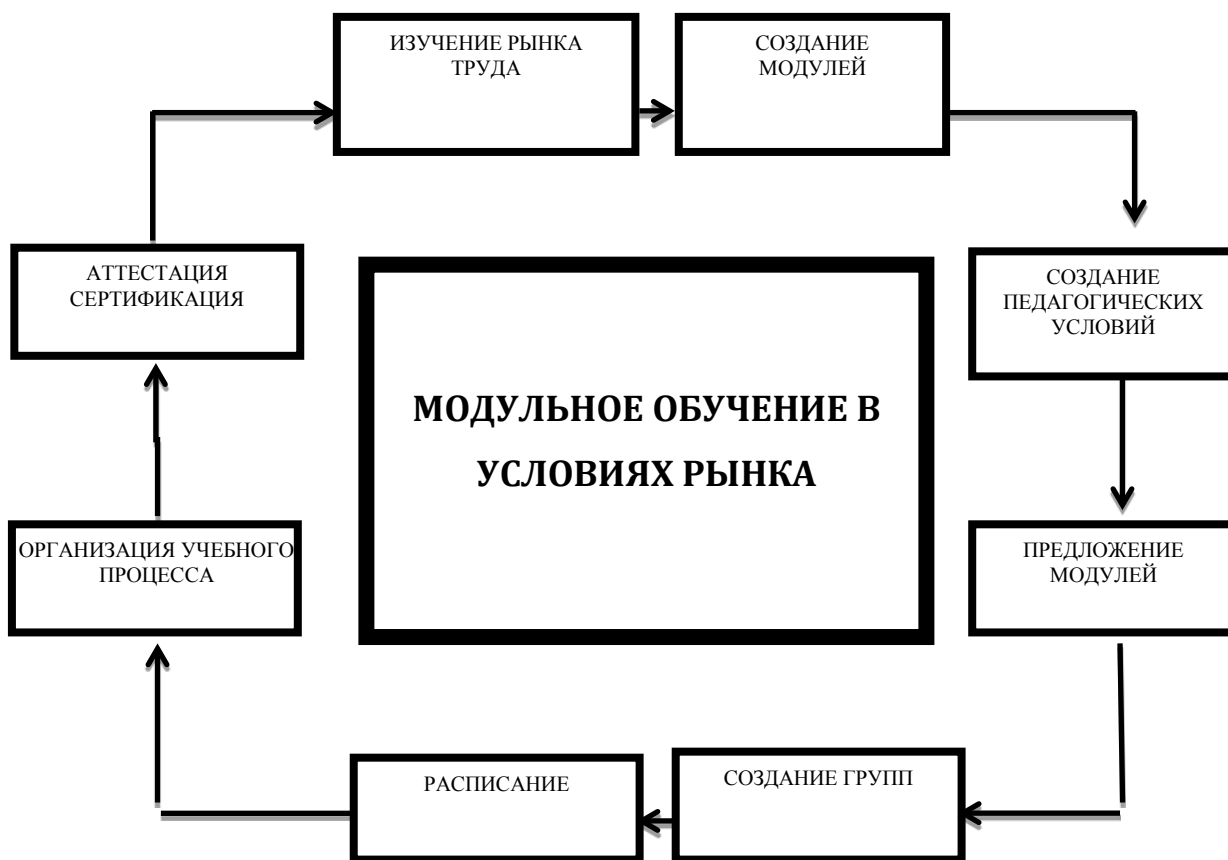 ИЗУЧЕНИЕ РЫНКА
ТРУДА
СОЗДАНИЕ
МОДУЛЕЙ
АТТЕСТАЦИЯ
СЕРТИФИКАЦИЯ
СОЗДАНИЕ
ПЕДАГОГИЧЕСКИХ
УСЛОВИЙ
МОДУЛЬНОЕ ОБУЧЕНИЕ В
УСЛОВИЯХ РЫНКА
ОРГАНИЗАЦИЯ УЧЕБНОГО
ПРОЦЕССА
ПРЕДЛОЖЕНИЕ
МОДУЛЕЙ
РАСПИСАНИЕ
СОЗДАНИЕ ГРУПП